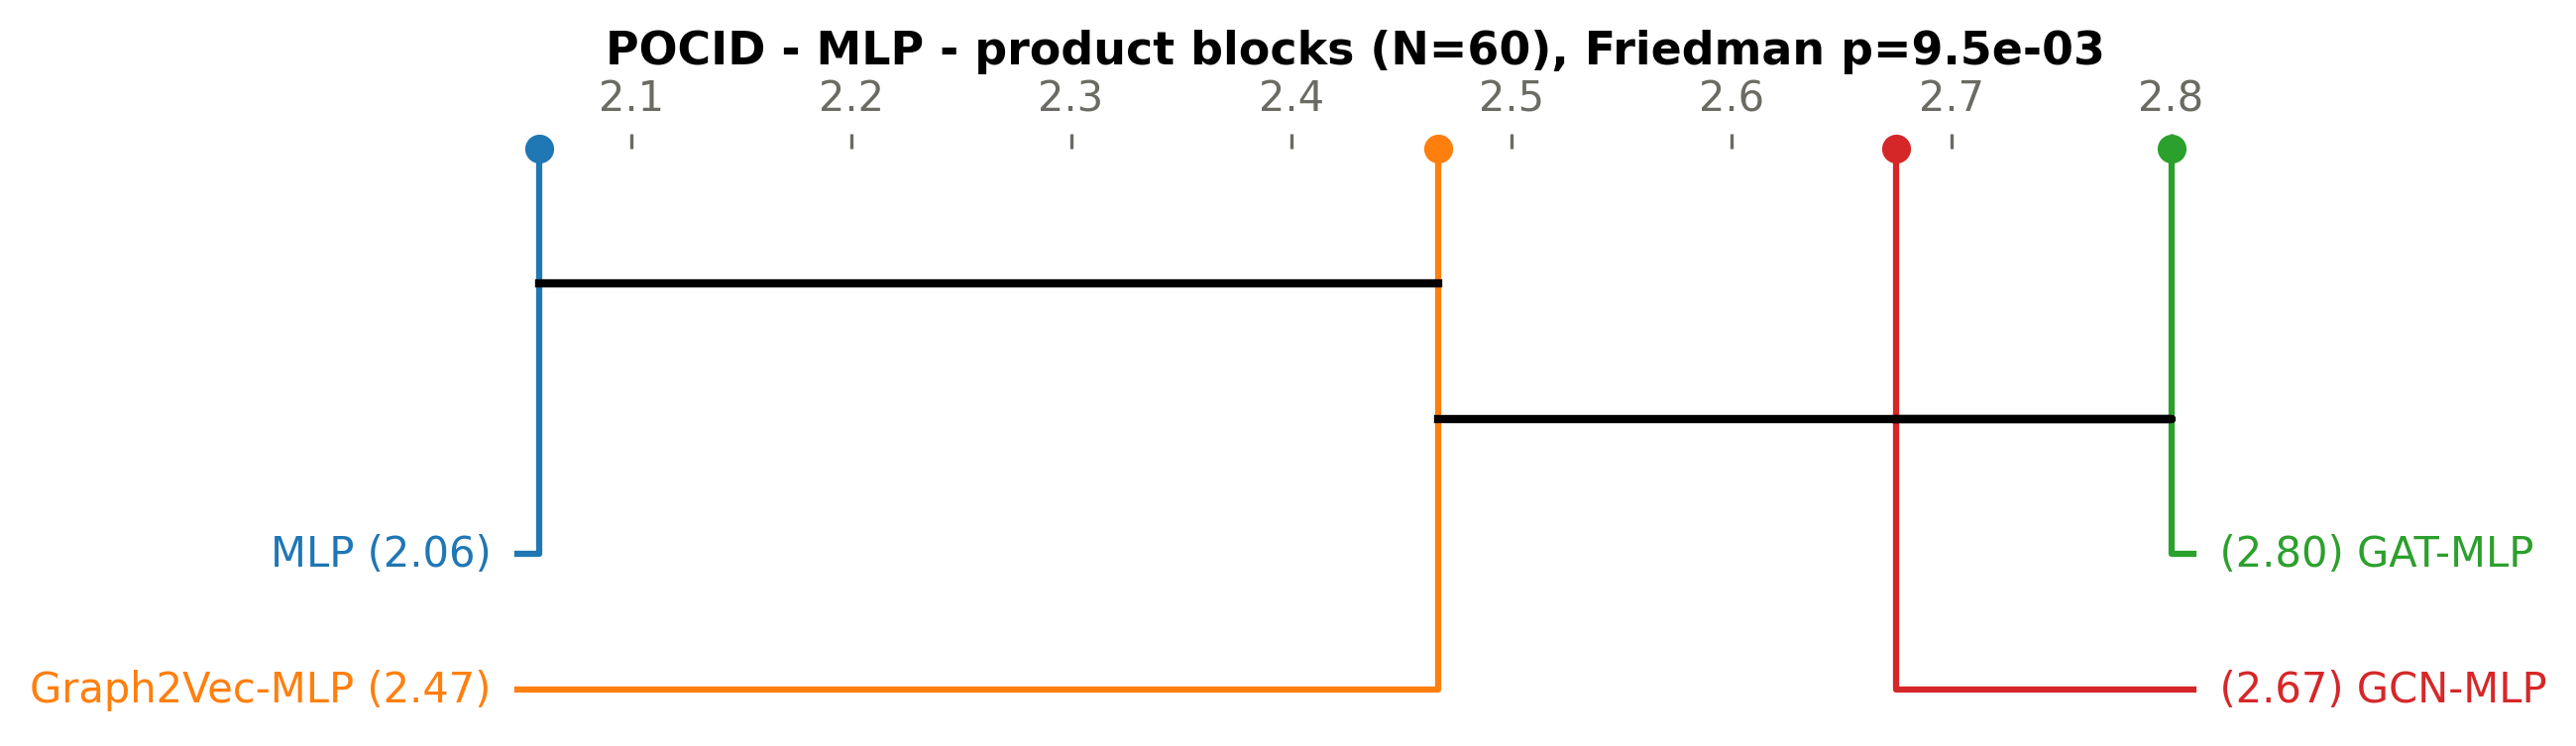 POCID - MLP - product blocks (N=60), Friedman p=9.5e-03
2.1 2.2 2.3 2.4 2.5 2.6 2.7 2.8
MLP (2.06)
(2.80) GAT-MLP
Graph2Vec-MLP (2.47)
(2.67) GCN-MLP